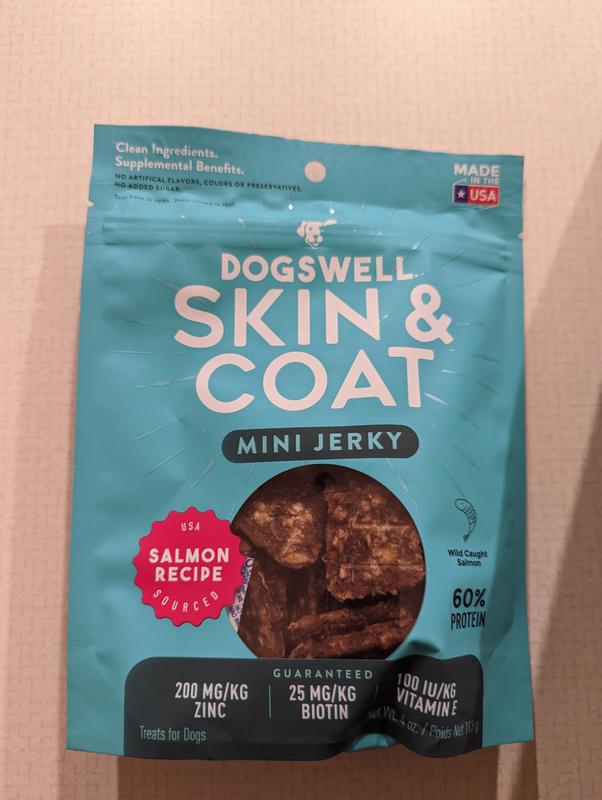 Clean Ingredients.
Supplemental Benefits.
NO ARTIFICIAL FLAVORS, COLORS OR PRESERVATIVES.
NO ADDED SUGAR.
MADE
IN THE
USA
DOGSWELL
SKIN &
COAT
MINI JERKY
USA
SALMON
RECIPE
SOURCED
Wild Caught
Salmon
60%
PROTEIN
GUARANTEED
200 MG/KG
ZINC
25 MG/KG
BIOTIN
100 IU/KG
VITAMIN E
Treats for Dogs
Net Wt. 4 oz. / Poids Net 113 g